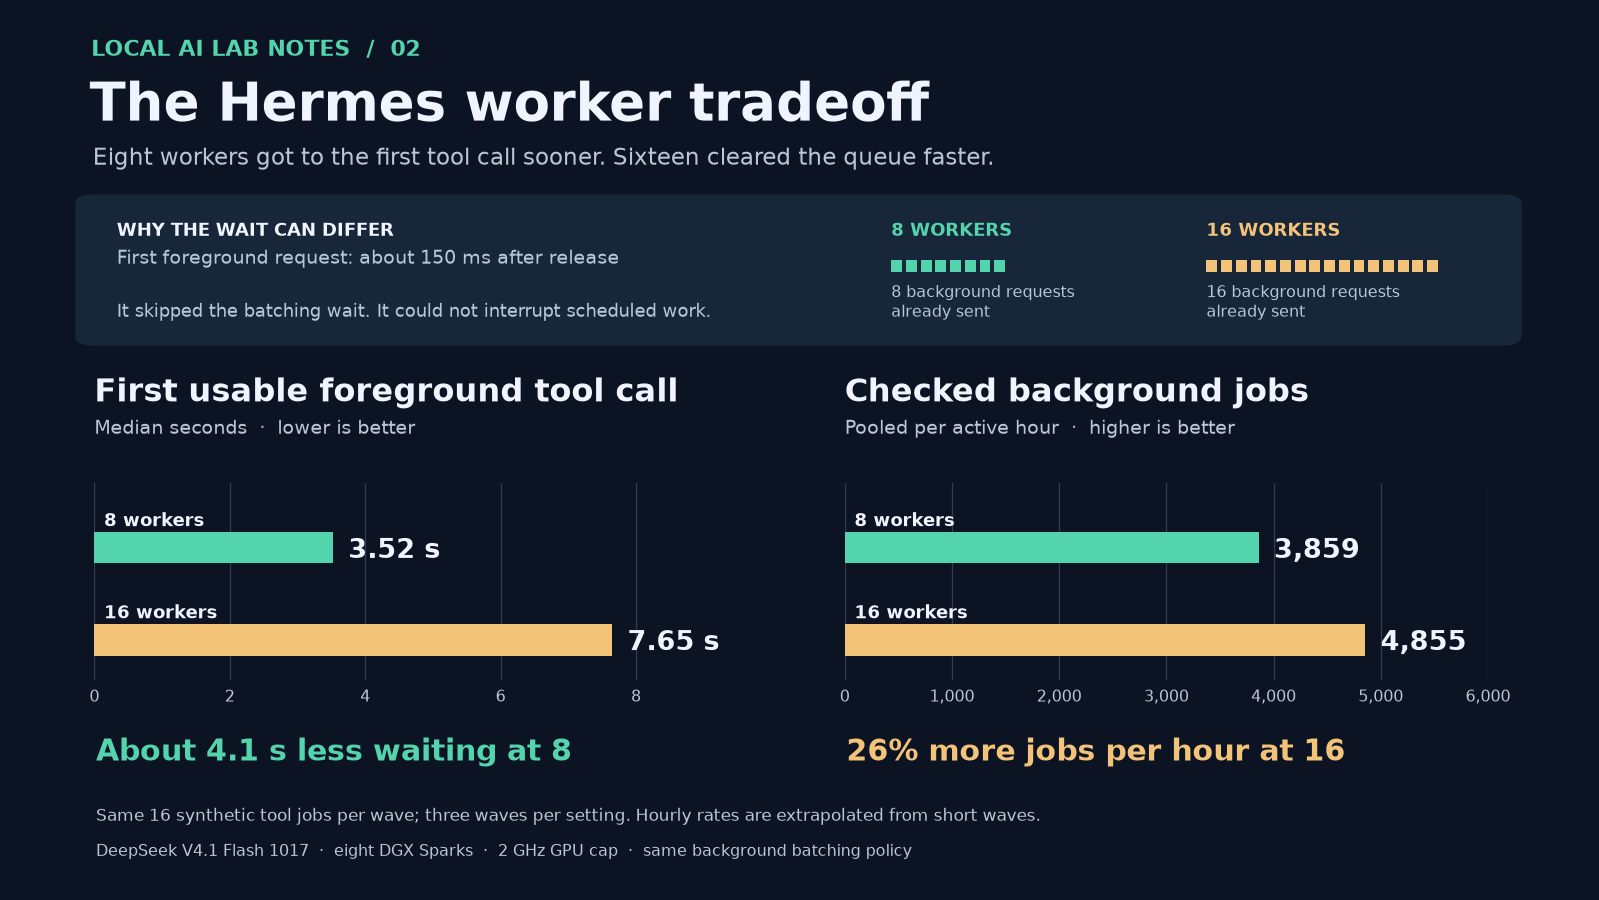 LOCAL AI LAB NOTES / 02
The Hermes worker tradeoff
Eight workers got to the first tool call sooner. Sixteen cleared the queue faster.
WHY THE WAIT CAN DIFFER
First foreground request: about 150 ms after release
It skipped the batching wait. It could not interrupt scheduled work.
8 WORKERS
8 background requests
already sent
16 WORKERS
16 background requests
already sent
First usable foreground tool call
Median seconds · lower is better
8 workers
3.52 s
16 workers
7.65 s
0 2 4 6 8
About 4.1 s less waiting at 8
Checked background jobs
Pooled per active hour · higher is better
8 workers
3,859
16 workers
4,855
0 1,000 2,000 3,000 4,000 5,000 6,000
26% more jobs per hour at 16
Same 16 synthetic tool jobs per wave; three waves per setting. Hourly rates are extrapolated from short waves.
DeepSeek V4.1 Flash 1017 · eight DGX Sparks · 2 GHz GPU cap · same background batching policy